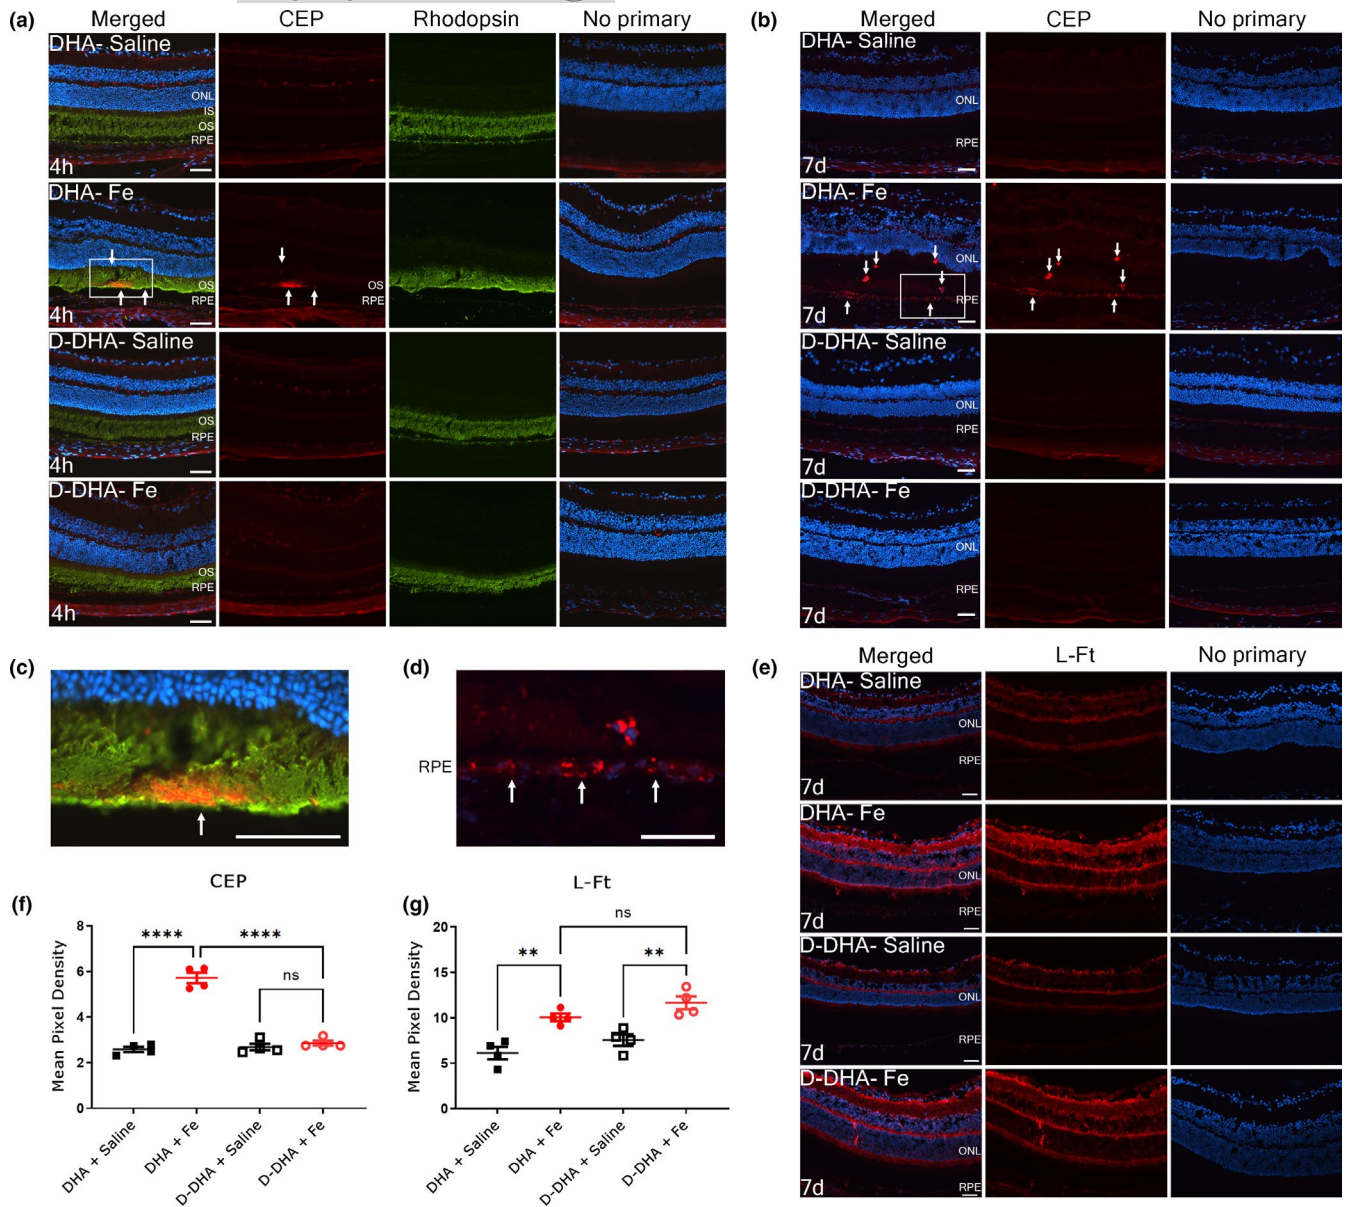 (a) Merged CEP Rhodopsin No primary
DHA- Saline
ONL
IS
OS
RPE
4h
DHA- Fe
OS OS
RPE RPE
4h
D-DHA- Saline
OS
RPE
4h
D-DHA- Fe
OS
RPE
4h
(b) Merged CEP No primary
DHA- Saline
ONL
RPE
7d
DHA- Fe
ONL
RPE
7d
D-DHA- Saline
ONL
RPE
7d
D-DHA- Fe
ONL
RPE
7d
(c)
(d)
RPE
(e) Merged L-Ft No primary
DHA- Saline
ONL
RPE
7d
DHA- Fe
ONL
RPE
7d
D-DHA- Saline
ONL
RPE
7d
D-DHA- Fe
ONL
RPE
7d
(f)
CEP
Mean Pixel Density
8
6
4
2
0
**** ****
ns
DHA + Saline
DHA + Fe
D-DHA + Saline
D-DHA + Fe
(g)
L-Ft
Mean Pixel Density
20
15
10
5
0
ns
** **
DHA + Saline
DHA + Fe
D-DHA + Saline
D-DHA + Fe